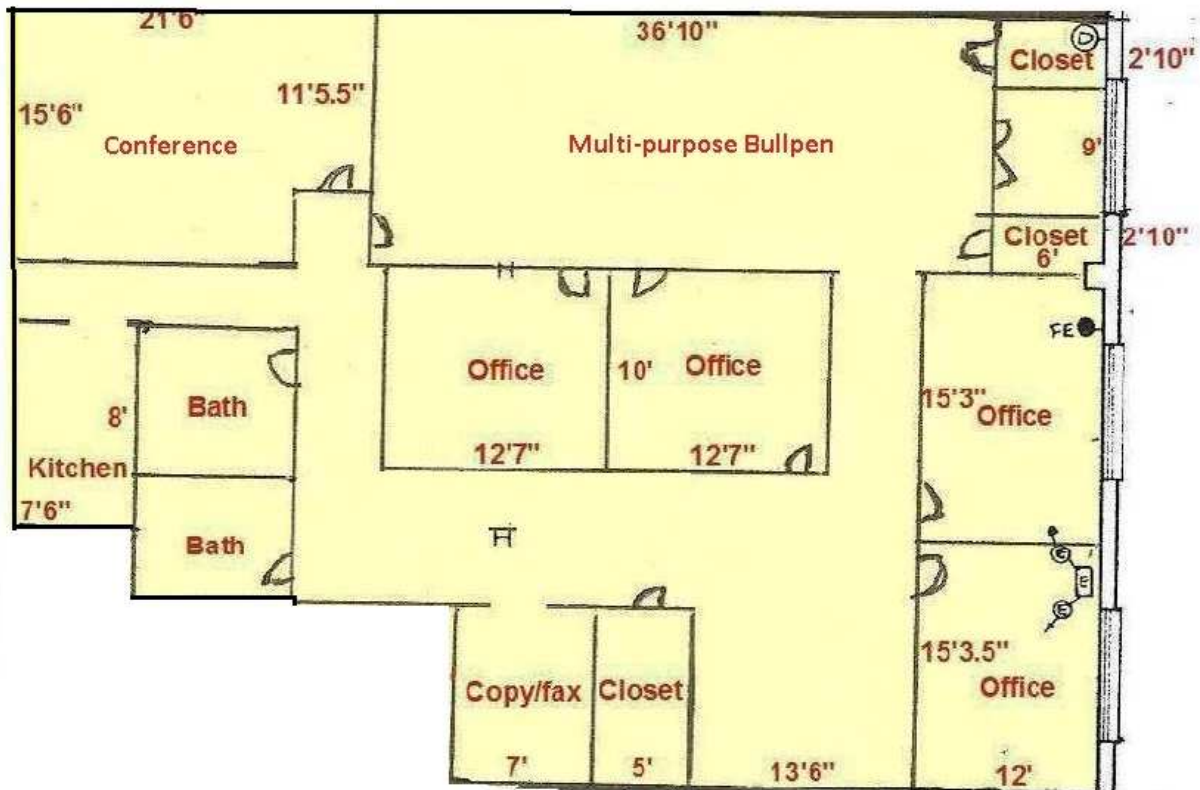 21'6"
36'10"
Closet
D
2'10"
15'6"
11'5.5"
Conference
Multi-purpose Bullpen
9'
Closet
2'10"
6'
H
FE
Office
10'
Office
15'3"
Office
Bath
8'
12'7"
12'7"
Kitchen
7'6"
H
Bath
E
E
E
15'3.5"
Copy/fax
Closet
Office
7'
5'
13'6"
12'